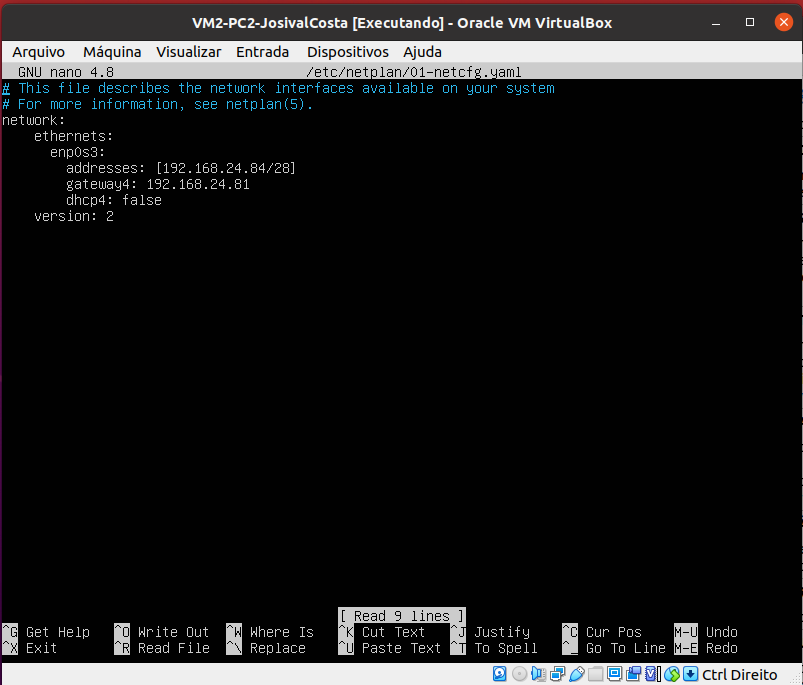 VM2-PC2-JosivalCosta [Executando] - Oracle VM VirtualBox
Arquivo Máquina Visualizar Entrada Dispositivos Ajuda
GNU nano 4.8 /etc/netplan/01-netcfg.yaml
# This file describes the network interfaces available on your system
# For more information, see netplan(5).
network:
    ethernets:
      enp0s3:
        addresses: [192.168.24.84/28]
        gateway4: 192.168.24.81
        dhcp4: false
    version: 2
[ Read 9 lines ]
^G Get Help ^O Write Out ^W Where Is ^K Cut Text ^J Justify ^C Cur Pos M-U Undo
^X Exit ^R Read File ^\ Replace ^U Paste Text ^T To Spell ^_ Go To Line M-E Redo
Ctrl Direito